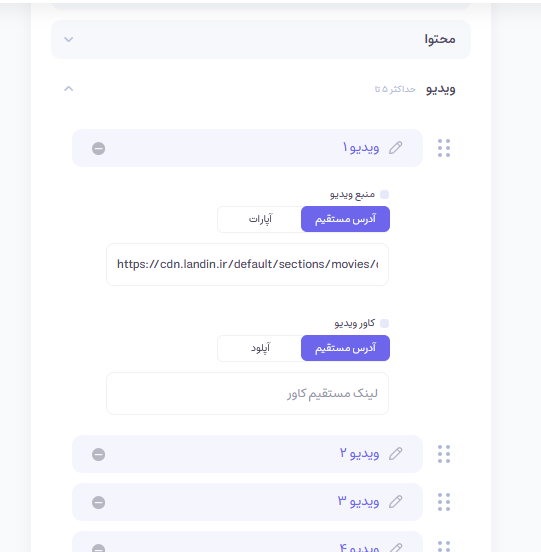 محتوا
ویدیو حداکثر ۵ تا
ویدیو ۱
منبع ویدیو
آدرس مستقیم آپارات
https://cdn.landin.ir/default/sections/movies/
کاور ویدیو
آدرس مستقیم آپلود
لینک مستقیم کاور
ویدیو ۲
ویدیو ۳
ویدیو ۴